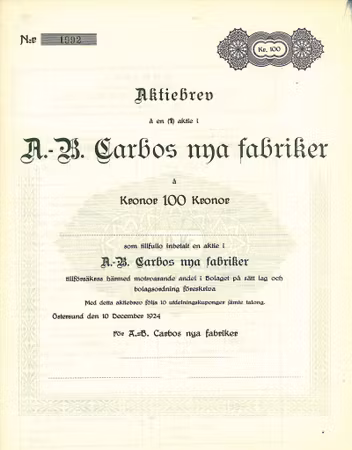 N:r 1992
Kr. 100
Aktiebrev
å en (1) aktie i
A.-B. Carbos nya fabriker
å
Kronor 100 Kronor
som tillfullo inbetalt en aktie i
A.-B. Carbos nya fabriker
tillförsäkras härmed motsvarande andel i Bolaget på sätt lag och
bolagsordning föreskriva
Med detta aktiebrev följa 10 utdelningskuponger jämte talong.
Östersund den 10 December 1924
För A.-B. Carbos nya fabriker